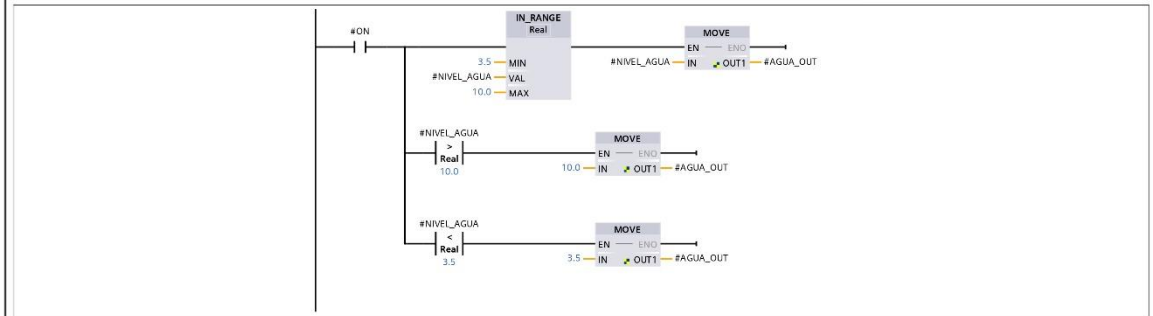 #ON
IN_RANGE
Real
3.5 MIN
#NIVEL_AGUA VAL
10.0 MAX
MOVE
EN ENO
#NIVEL_AGUA IN OUT1 #AGUA_OUT
#NIVEL_AGUA
>
Real
10.0
MOVE
EN ENO
10.0 IN OUT1 #AGUA_OUT
#NIVEL_AGUA
<
Real
3.5
MOVE
EN ENO
3.5 IN OUT1 #AGUA_OUT